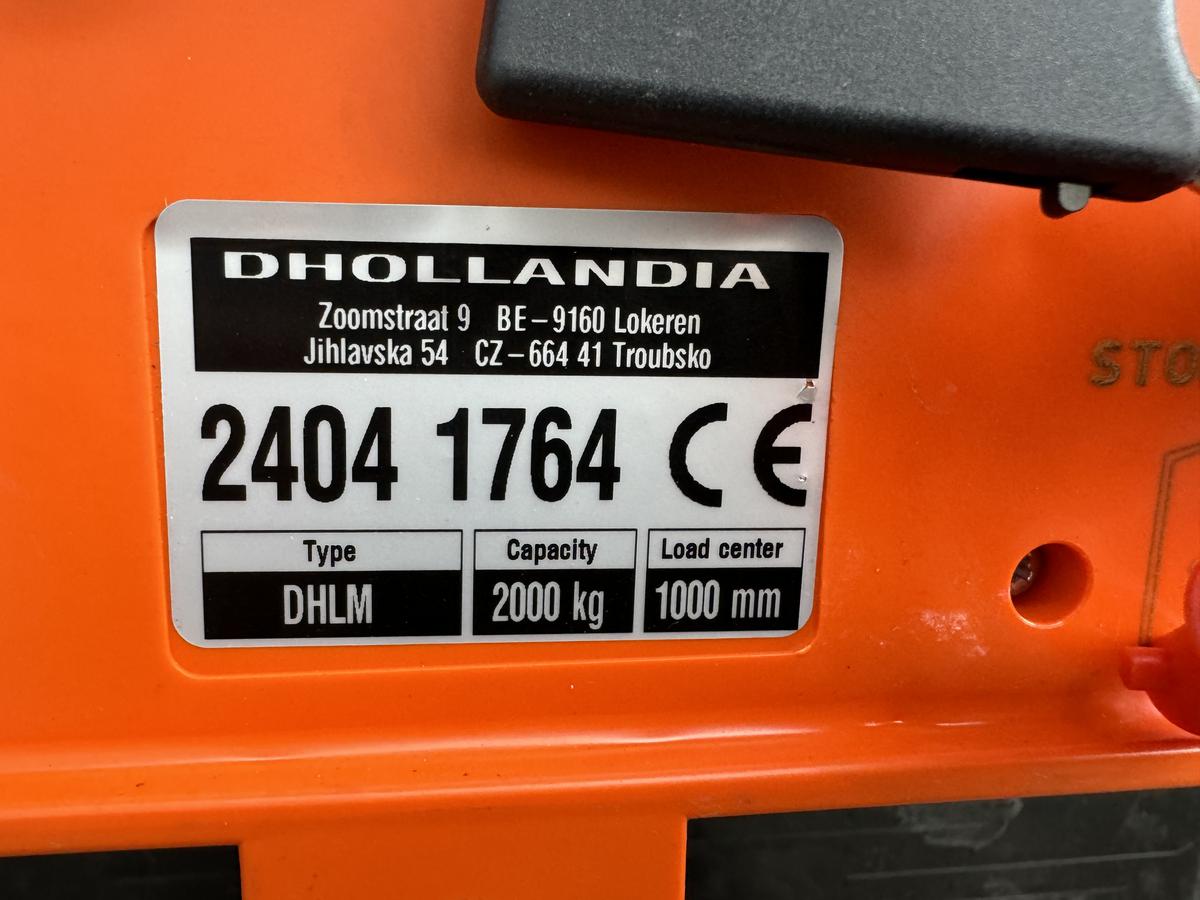 DHOLLANDIA
Zoomstraat 9 BE-9160 Lokeren
Jihlavska 54 CZ-664 41 Troubsko
2404 1764 CE
Type Capacity Load center
DHLM 2000 kg 1000 mm
STO